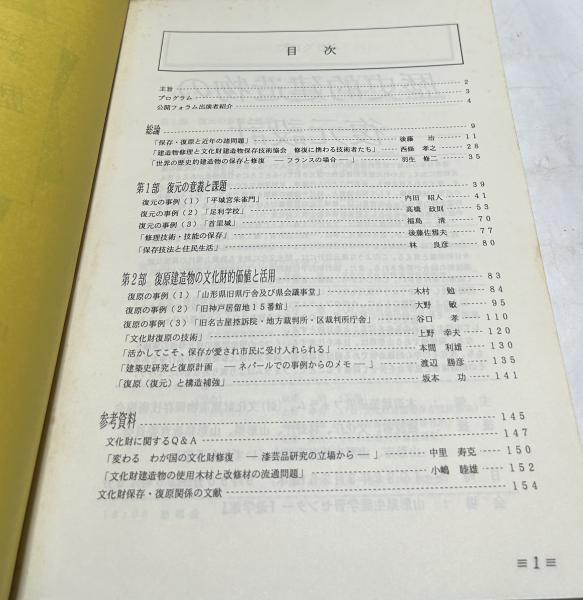 目次
主旨 2
プログラム 3
公開フォラム出演者紹介 4
総論 9
「保存・復原と近年の諸問題」 後藤 治 11
「建造物修理と文化財建造物保存技術協会 修復に携わる技術者たち」 西條 孝之 28
「世界の歴史的建造物の保存と修復 ―フランスの場合―」 羽生 修二 35
第1部 復元の意義と課題 39
復元の事例(1)「平城宮朱雀門」 内田 昭人 41
復元の事例(2)「足利学校」 高橋 政則 53
復元の事例(3)「首里城」 福島 清 70
「修理技術・技能の保存」 後藤佐雅夫 77
「保存技法と住民生活」 林 良彦 80
第2部 復原建造物の文化財的価値と活用 83
復原の事例(1)「山形県旧県庁舎及び県会議事堂」 木村 勉 84
復原の事例(2)「旧神戸居留地15番館」 大野 敏 95
復原の事例(3)「旧名古屋控訴院・地方裁判所・区裁判所庁舎」 谷口 孝 110
「文化財復原の技術」 上野 幸夫 120
「活かしてこそ、保存が愛され市民に受け入れられる」 本間 利雄 130
「建築史研究と復原計画 ―ネパールでの事例からのメモ―」 渡辺 勝彦 135
「復原(復元)と構造補強」 坂本 功 141
参考資料 145
文化財に関するQ&A 147
「変わる わが国の文化財修復 ―漆芸品研究の立場から―」 中里 寿克 150
「文化財建造物の使用木材と改修材の流通問題」 小嶋 睦雄 152
文化財保存・復原関係の文献 154
≡1≡